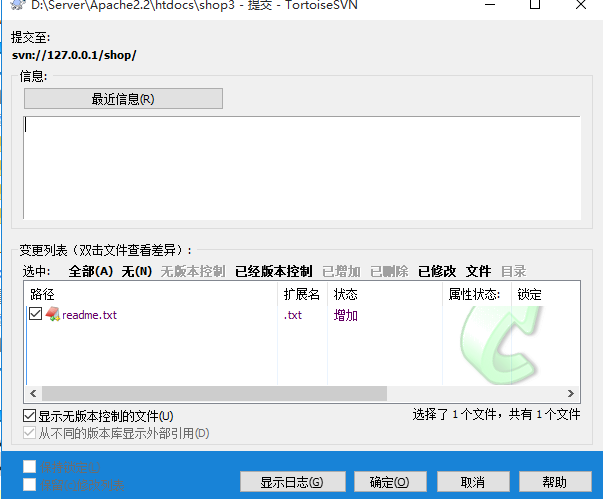 D:\Server\Apache2.2\htdocs\shop3 - 提交 - TortoiseSVN
提交至:
svn://127.0.0.1/shop/
信息:
最近信息(R)
变更列表（双击文件查看差异）:
选中: 全部(A) 无(N) 无版本控制 已经版本控制 已增加 已删除 已修改 文件 目录
路径 扩展名 状态 属性状态: 锁定
readme.txt .txt 增加
显示无版本控制的文件(U)
选择了 1 个文件，共有 1 个文件
从不同的版本库显示外部引用(D)
显示日志(G) 确定(O) 取消 帮助